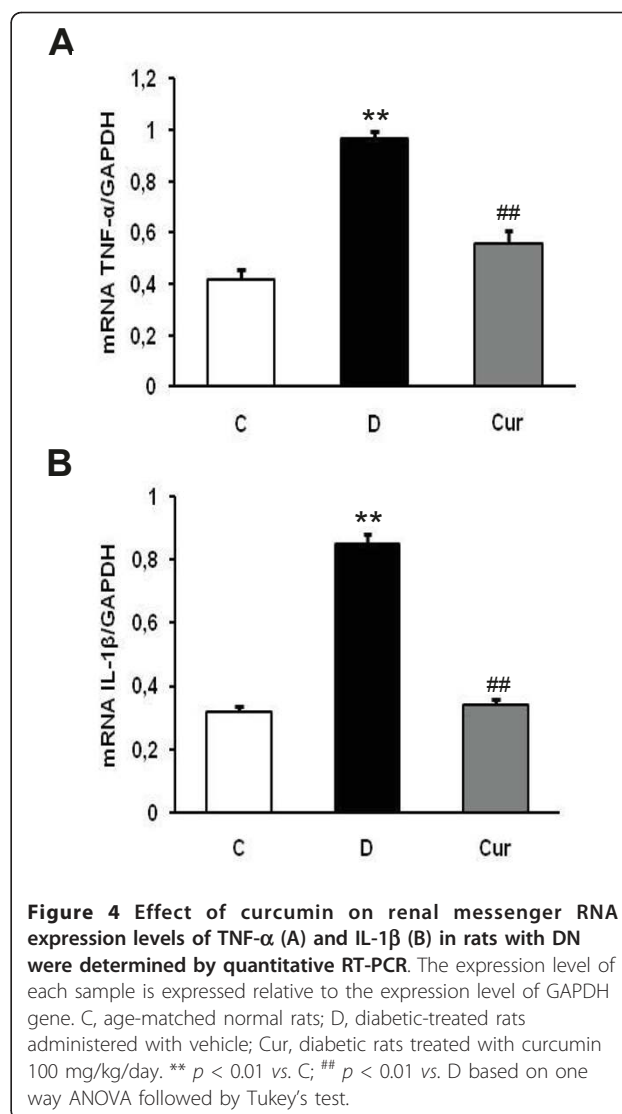 A
mRNA TNF-α/GAPDH
1,2
1
0,8
0,6
0,4
0,2
0
**
##
C D Cur
B
mRNA IL-1β/GAPDH
1
0,8
0,6
0,4
0,2
0
**
##
C D Cur
Figure 4 Effect of curcumin on renal messenger RNA
expression levels of TNF-α (A) and IL-1β (B) in rats with DN
were determined by quantitative RT-PCR. The expression level of
each sample is expressed relative to the expression level of GAPDH
gene. C, age-matched normal rats; D, diabetic-treated rats
administered with vehicle; Cur, diabetic rats treated with curcumin
100 mg/kg/day. ** p < 0.01 vs. C; ## p < 0.01 vs. D based on one
way ANOVA followed by Tukey's test.